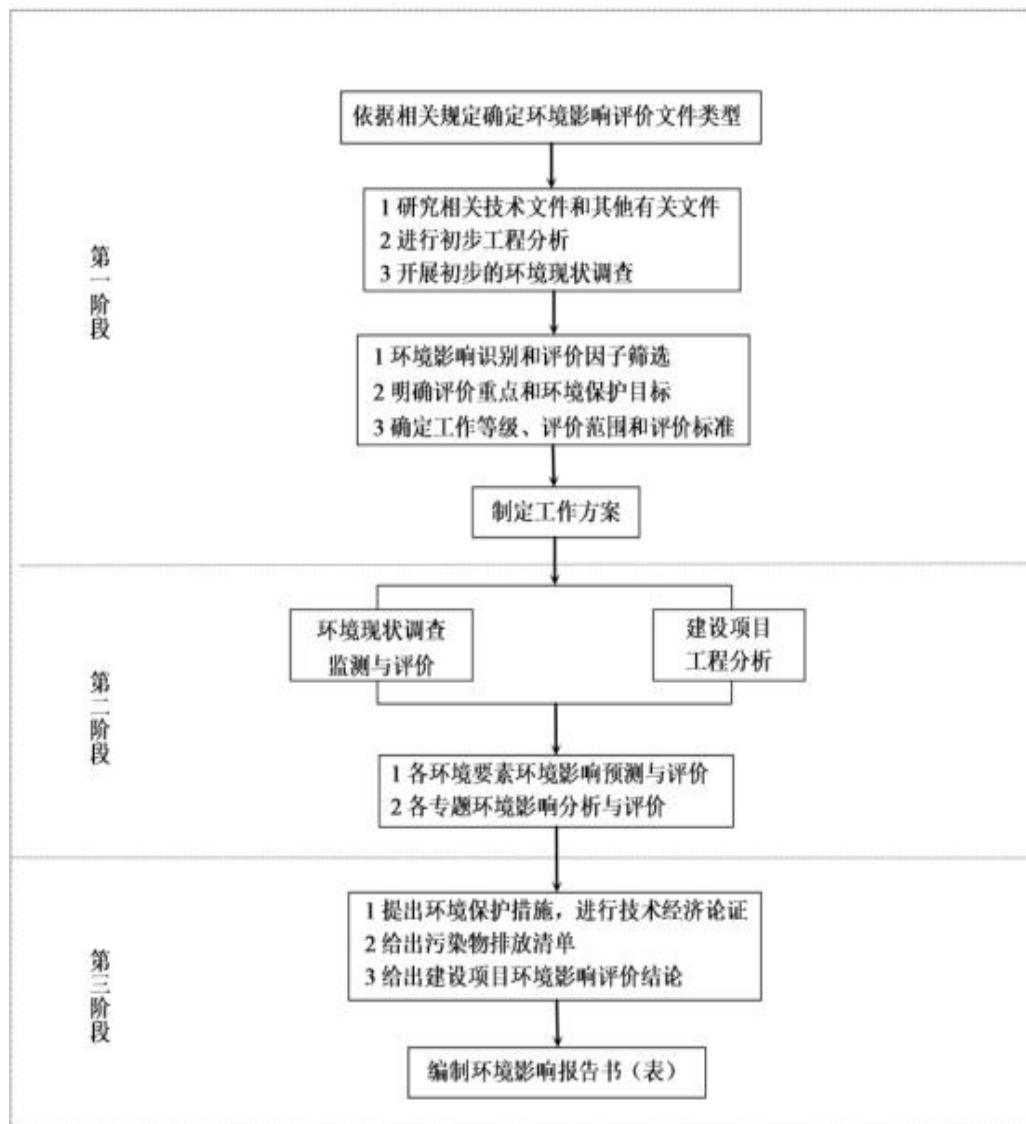 依据相关规定确定环境影响评价文件类型
1 研究相关技术文件和其他有关文件
2 进行初步工程分析
3 开展初步的环境现状调查
第一阶段
1 环境影响识别和评价因子筛选
2 明确评价重点和环境保护目标
3 确定工作等级、评价范围和评价标准
制定工作方案
环境现状调查
监测与评价
建设项目
工程分析
第二阶段
1 各环境要素环境影响预测与评价
2 各专题环境影响分析与评价
1 提出环境保护措施，进行技术经济论证
2 给出污染物排放清单
3 给出建设项目环境影响评价结论
第三阶段
编制环境影响报告书（表）